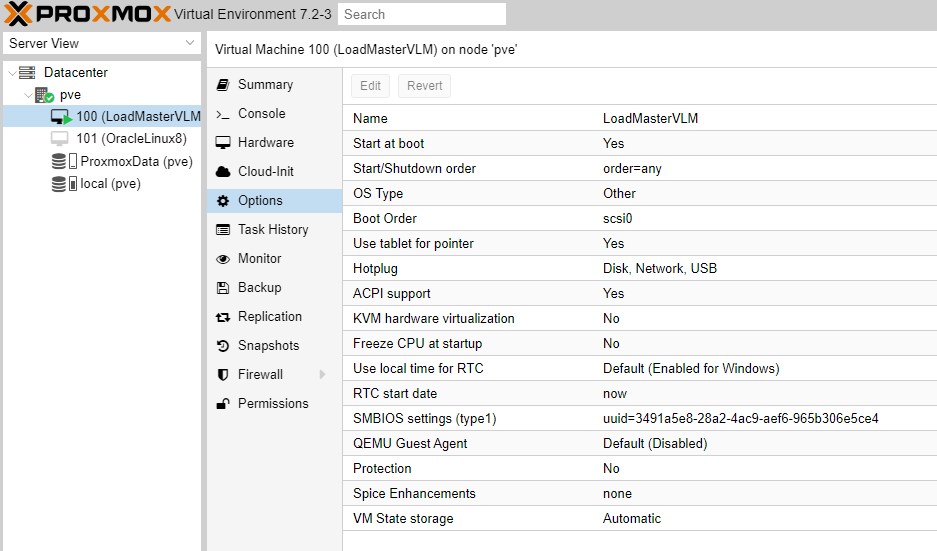 PROXMOX Virtual Environment 7.2-3 Search
Server View
Virtual Machine 100 (LoadMasterVLM) on node 'pve'
Datacenter
pve
100 (LoadMasterVLM
101 (OracleLinux8)
ProxmoxData (pve)
local (pve)
Summary
Console
Hardware
Cloud-Init
Options
Task History
Monitor
Backup
Replication
Snapshots
Firewall
Permissions
Edit Revert
Name LoadMasterVLM
Start at boot Yes
Start/Shutdown order order=any
OS Type Other
Boot Order scsi0
Use tablet for pointer Yes
Hotplug Disk, Network, USB
ACPI support Yes
KVM hardware virtualization No
Freeze CPU at startup No
Use local time for RTC Default (Enabled for Windows)
RTC start date now
SMBIOS settings (type1) uuid=3491a5e8-28a2-4ac9-aef6-965b306e5ce4
QEMU Guest Agent Default (Disabled)
Protection No
Spice Enhancements none
VM State storage Automatic